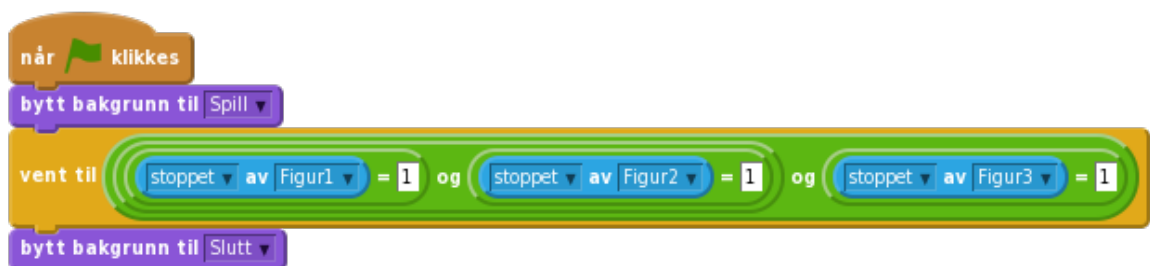 når klikkes
bytt bakgrunn til Spill
vent til stoppet av Figur1 = 1 og stoppet av Figur2 = 1 og stoppet av Figur3 = 1
bytt bakgrunn til Slutt